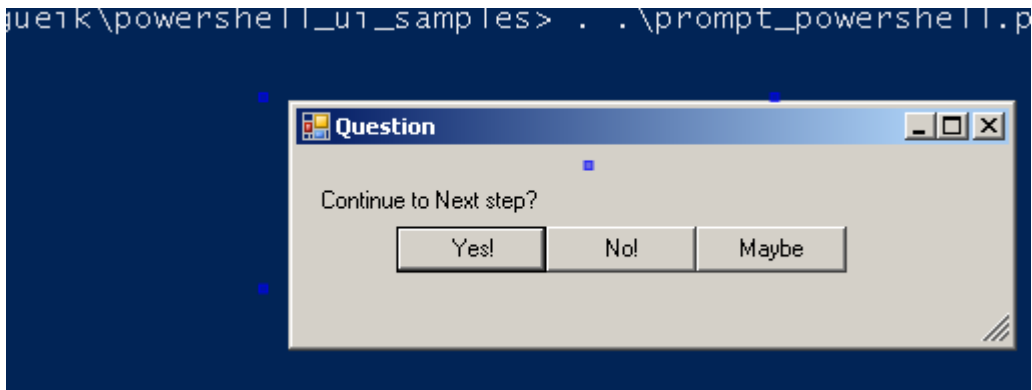 gueik\powershell_ui_samples> . .\prompt_powershell.p
Question
Continue to Next step?
Yes! No! Maybe